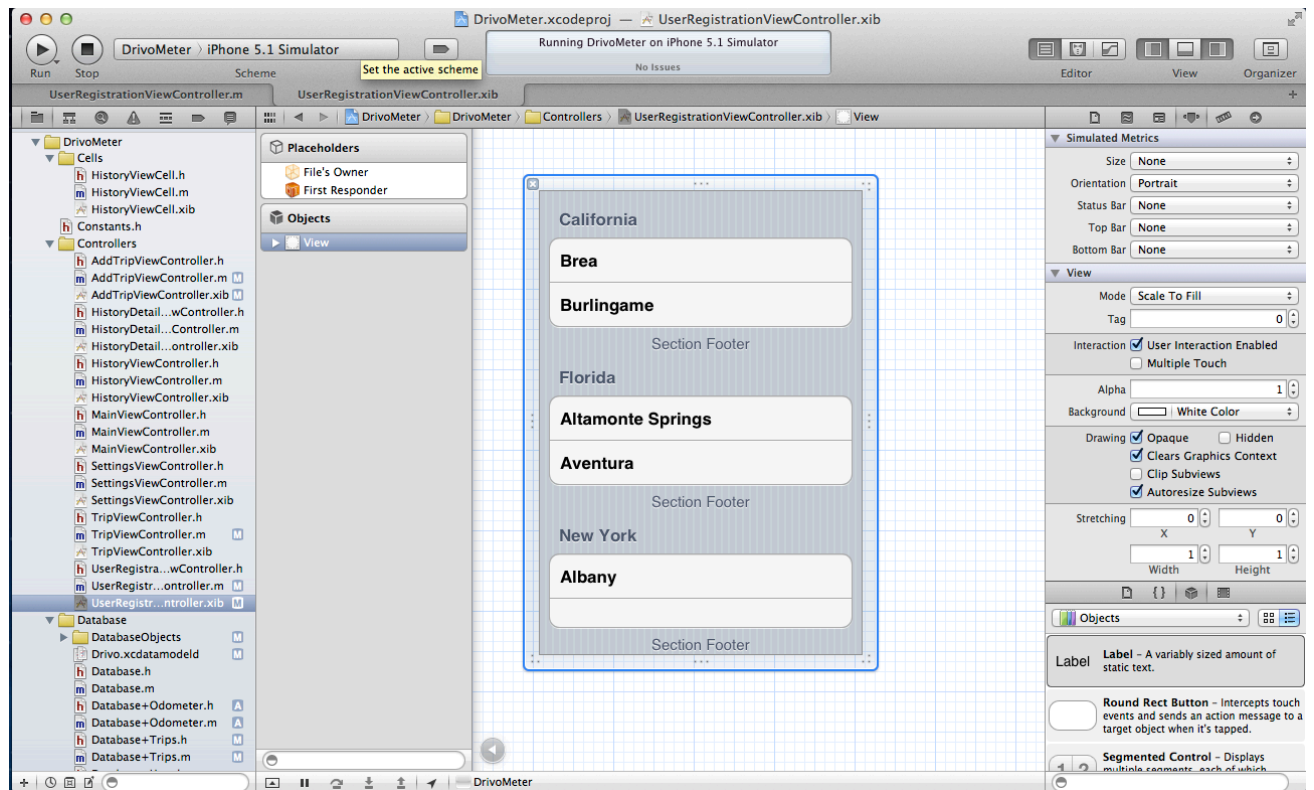 DrivoMeter.xcodeproj — UserRegistrationViewController.xib
Run
Stop
DrivoMeter 〉 iPhone 5.1 Simulator
Scheme
Set the active scheme
Running DrivoMeter on iPhone 5.1 Simulator
No Issues
Editor
View
Organizer
UserRegistrationViewController.m
UserRegistrationViewController.xib
+
DrivoMeter 〉 DrivoMeter 〉 Controllers 〉 UserRegistrationViewController.xib 〉 View
DrivoMeter
Cells
h HistoryViewCell.h
m HistoryViewCell.m
HistoryViewCell.xib
h Constants.h
Controllers
h AddTripViewController.h
m AddTripViewController.m M
AddTripViewController.xib M
h HistoryDetail...wController.h
m HistoryDetail...Controller.m
HistoryDetail...ontroller.xib
h HistoryViewController.h
m HistoryViewController.m
HistoryViewController.xib
h MainViewController.h
m MainViewController.m
MainViewController.xib
h SettingsViewController.h
m SettingsViewController.m
SettingsViewController.xib
h TripViewController.h
m TripViewController.m M
TripViewController.xib
h UserRegistra...wController.h
m UserRegistr...ontroller.m M
UserRegistr...ntroller.xib M
Database
DatabaseObjects M
Drivo.xcdatamodeld M
h Database.h
m Database.m
h Database+Odometer.h A
m Database+Odometer.m A
h Database+Trips.h M
m Database+Trips.m M
Placeholders
File's Owner
First Responder
Objects
View
California
Brea
Burlingame
Section Footer
Florida
Altamonte Springs
Aventura
Section Footer
New York
Albany
Section Footer
DrivoMeter
Simulated Metrics
Size None
Orientation Portrait
Status Bar None
Top Bar None
Bottom Bar None
View
Mode Scale To Fill
Tag 0
Interaction User Interaction Enabled
Multiple Touch
Alpha 1
Background White Color
Drawing Opaque Hidden
Clears Graphics Context
Clip Subviews
Autoresize Subviews
Stretching 0 0
X Y
1 1
Width Height
{}
Objects
Label
Label – A variably sized amount of
static text.
Round Rect Button – Intercepts touch
events and sends an action message to a
target object when it's tapped.
1 2
Segmented Control – Displays
multiple segments, each of which